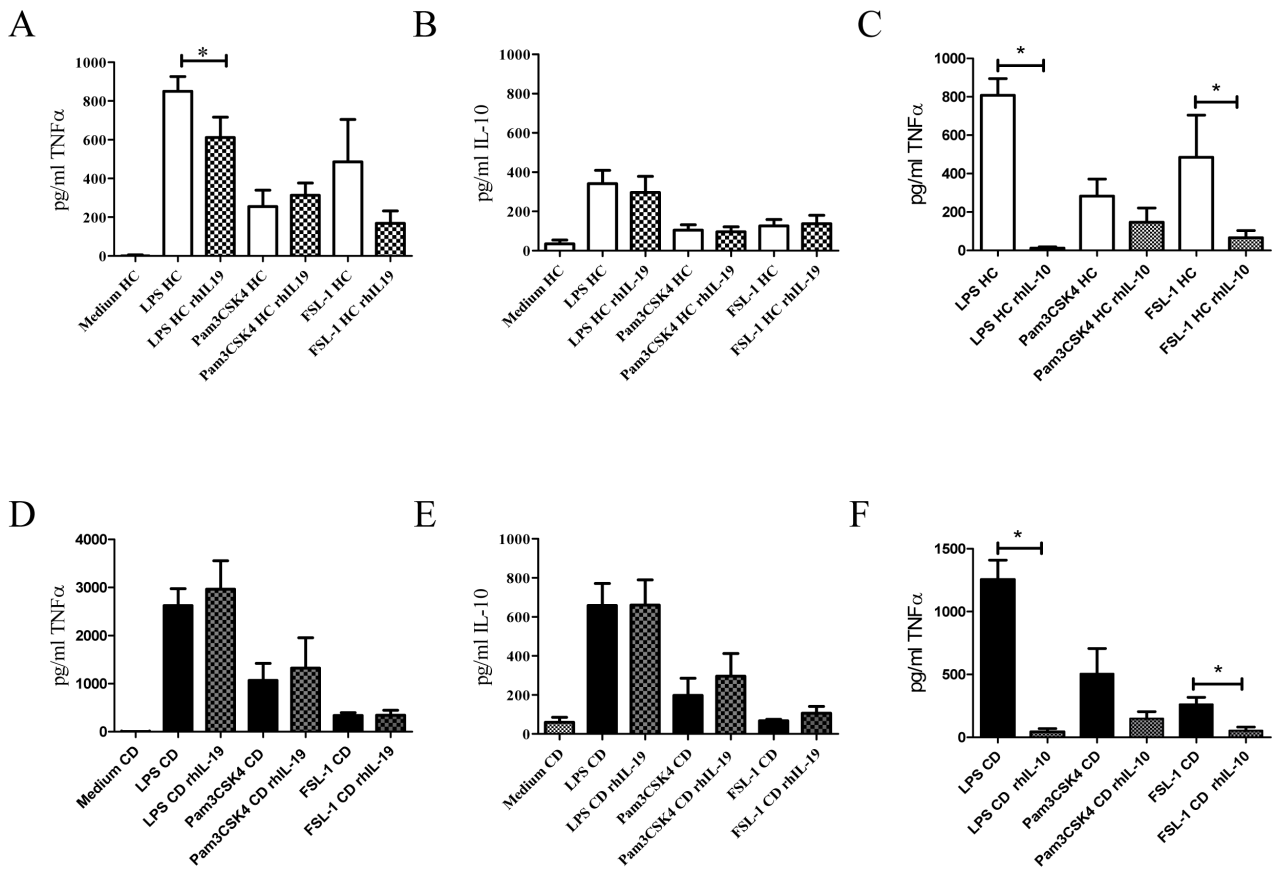 A
pg/ml TNFα
1000
800
600
400
200
0
*
Medium HC
LPS HC
LPS HC rhIL-19
Pam3CSK4 HC
Pam3CSK4 HC rhIL-19
FSL-1 HC
FSL-1 HC rhIL-19
B
pg/ml IL-10
1000
800
600
400
200
0
Medium HC
LPS HC
LPS HC rhIL-19
Pam3CSK4 HC
Pam3CSK4 HC rhIL-19
FSL-1 HC
FSL-1 HC rhIL-19
C
pg/ml TNFα
1000
800
600
400
200
0
*
*
LPS HC
LPS HC rhIL-10
Pam3CSK4 HC
Pam3CSK4 HC rhIL-10
FSL-1 HC
FSL-1 HC rhIL-10
D
pg/ml TNFα
4000
3000
2000
1000
0
Medium CD
LPS CD
LPS CD rhIL-19
Pam3CSK4 CD
Pam3CSK4 CD rhIL-19
FSL-1 CD
FSL-1 CD rhIL-19
E
pg/ml IL-10
1000
800
600
400
200
0
Medium CD
LPS CD
LPS CD rhIL-19
Pam3CSK4 CD
Pam3CSK4 CD rhIL-19
FSL-1 CD
FSL-1 CD rhIL-19
F
pg/ml TNFα
1500
1000
500
0
*
*
LPS CD
LPS CD rhIL-10
Pam3CSK4 CD
Pam3CSK4 CD rhIL-10
FSL-1 CD
FSL-1 CD rhIL-10